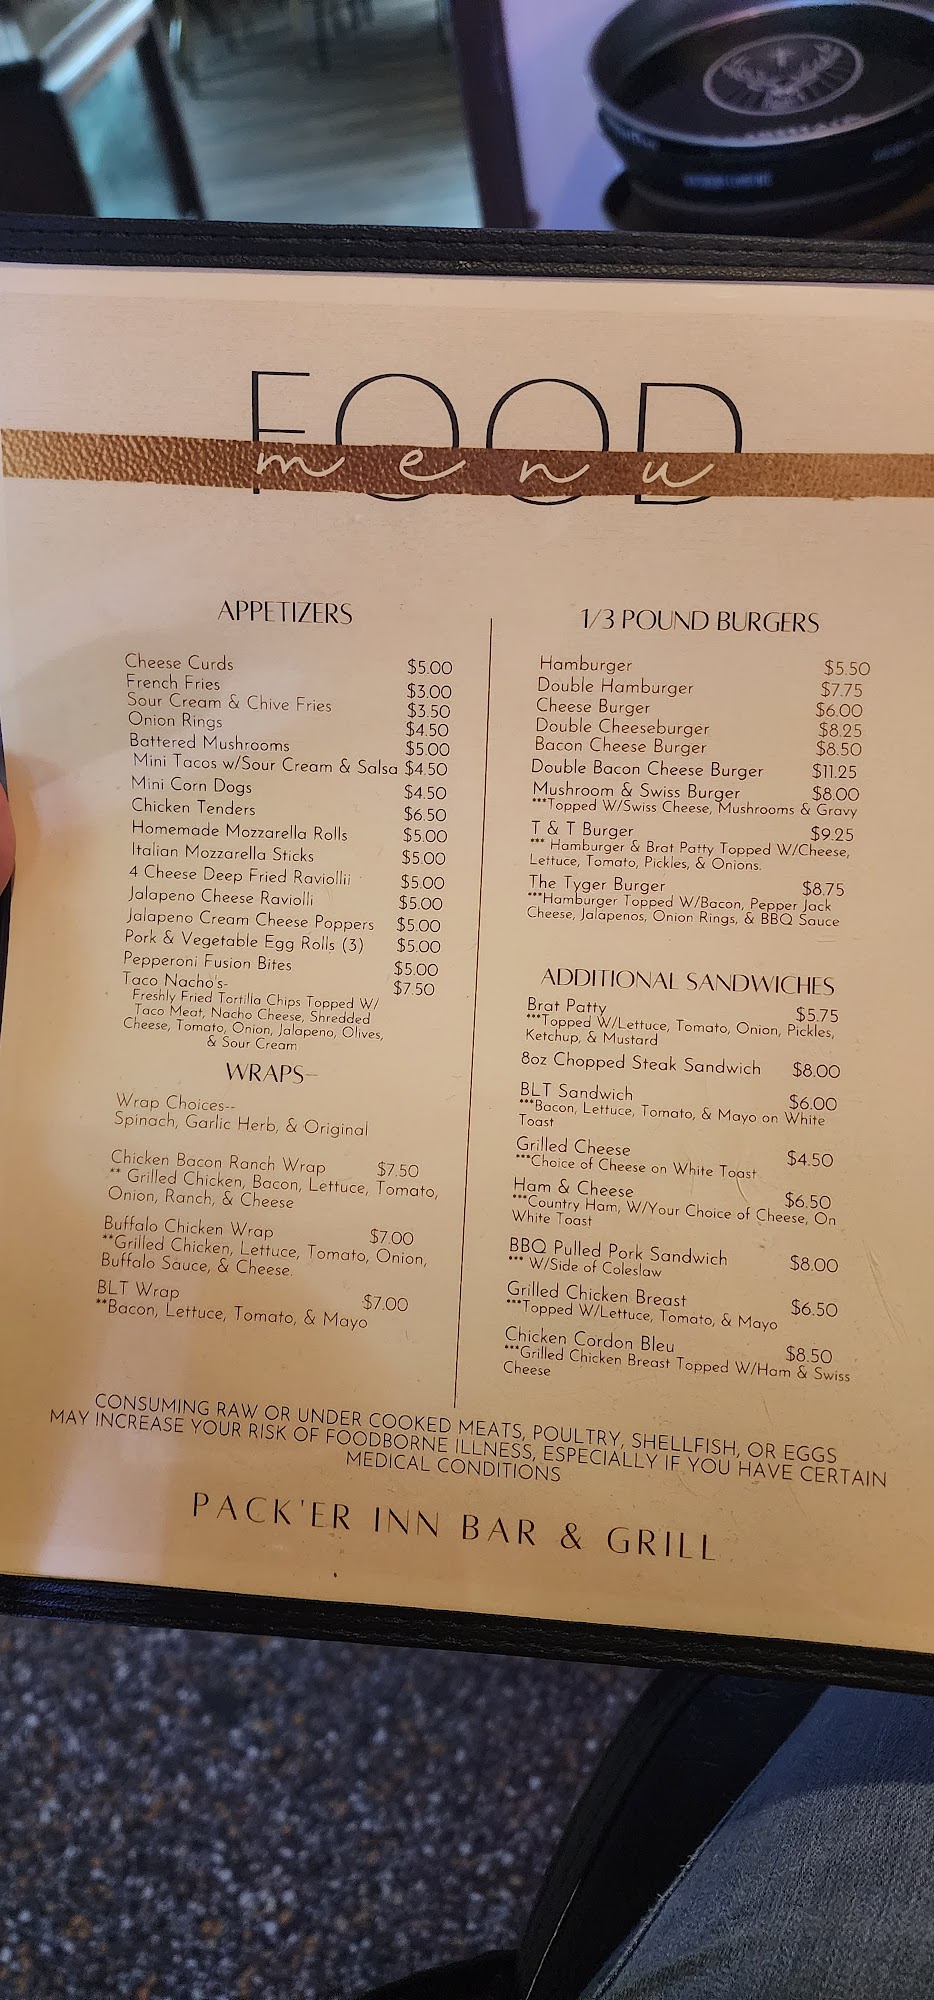 FOOD
menu
APPETIZERS
Cheese Curds $5.00
French Fries $3.00
Sour Cream & Chive Fries $3.50
Onion Rings $4.50
Battered Mushrooms $5.00
Mini Tacos w/Sour Cream & Salsa $4.50
Mini Corn Dogs $4.50
Chicken Tenders $6.50
Homemade Mozzarella Rolls $5.00
Italian Mozzarella Sticks $5.00
4 Cheese Deep Fried Raviollii $5.00
Jalapeno Cheese Raviolli $5.00
Jalapeno Cream Cheese Poppers $5.00
Pork & Vegetable Egg Rolls (3) $5.00
Pepperoni Fusion Bites $5.00
Taco Nacho's- $7.50
Freshly Fried Tortilla Chips Topped W/
Taco Meat, Nacho Cheese, Shredded
Cheese, Tomato, Onion, Jalapeno, Olives,
& Sour Cream
WRAPS--
Wrap Choices--
Spinach, Garlic Herb, & Original
Chicken Bacon Ranch Wrap $7.50
** Grilled Chicken, Bacon, Lettuce, Tomato,
Onion, Ranch, & Cheese
Buffalo Chicken Wrap $7.00
**Grilled Chicken, Lettuce, Tomato, Onion,
Buffalo Sauce, & Cheese.
BLT Wrap $7.00
**Bacon, Lettuce, Tomato, & Mayo
1/3 POUND BURGERS
Hamburger $5.50
Double Hamburger $7.75
Cheese Burger $6.00
Double Cheeseburger $8.25
Bacon Cheese Burger $8.50
Double Bacon Cheese Burger $11.25
Mushroom & Swiss Burger $8.00
***Topped W/Swiss Cheese, Mushrooms & Gravy
T & T Burger $9.25
*** Hamburger & Brat Patty Topped W/Cheese,
Lettuce, Tomato, Pickles, & Onions.
The Tyger Burger $8.75
***Hamburger Topped W/Bacon, Pepper Jack
Cheese, Jalapenos, Onion Rings, & BBQ Sauce
ADDITIONAL SANDWICHES
Brat Patty $5.75
***Topped W/Lettuce, Tomato, Onion, Pickles,
Ketchup, & Mustard
8oz Chopped Steak Sandwich $8.00
BLT Sandwich $6.00
***Bacon, Lettuce, Tomato, & Mayo on White
Toast
Grilled Cheese $4.50
***Choice of Cheese on White Toast
Ham & Cheese $6.50
***Country Ham, W/Your Choice of Cheese, On
White Toast
BBQ Pulled Pork Sandwich $8.00
*** W/Side of Coleslaw
Grilled Chicken Breast $6.50
***Topped W/Lettuce, Tomato, & Mayo
Chicken Cordon Bleu $8.50
***Grilled Chicken Breast Topped W/Ham & Swiss
Cheese
CONSUMING RAW OR UNDER COOKED MEATS, POULTRY, SHELLFISH, OR EGGS
MAY INCREASE YOUR RISK OF FOODBORNE ILLNESS, ESPECIALLY IF YOU HAVE CERTAIN
MEDICAL CONDITIONS
PACK'ER INN BAR & GRILL